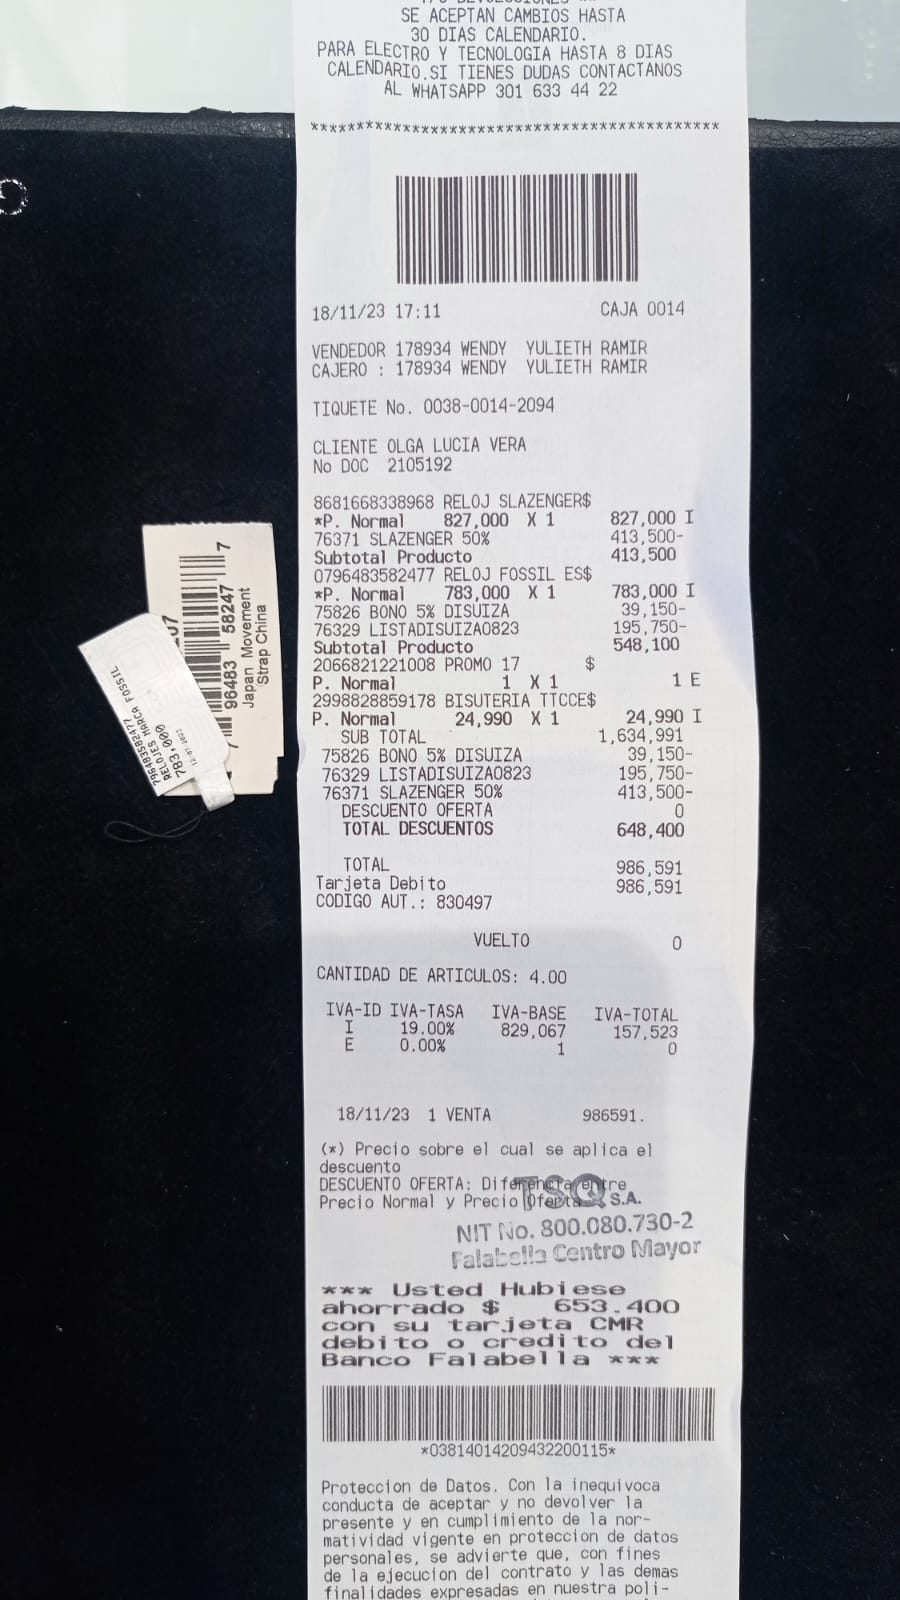 SE ACEPTAN CAMBIOS HASTA
30 DIAS CALENDARIO.
PARA ELECTRO Y TECNOLOGIA HASTA 8 DIAS
CALENDARIO.SI TIENES DUDAS CONTACTANOS
AL WHATSAPP 301 633 44 22
********************************************
18/11/23 17:11 CAJA 0014
VENDEDOR 178934 WENDY YULIETH RAMIR
CAJERO : 178934 WENDY YULIETH RAMIR
TIQUETE No. 0038-0014-2094
CLIENTE OLGA LUCIA VERA
No DOC 2105192
8681668338968 RELOJ SLAZENGER$
*P. Normal 827,000 X 1 827,000 I
76371 SLAZENGER 50% 413,500-
Subtotal Producto 413,500
0796483582477 RELOJ FOSSIL ES$
*P. Normal 783,000 X 1 783,000 I
75826 BONO 5% DISUIZA 39,150-
76329 LISTADISUIZA0823 195,750-
Subtotal Producto 548,100
2066821221008 PROMO 17 $
P. Normal 1 X 1 1 E
2998828859178 BISUTERIA TTCCE$
P. Normal 24,990 X 1 24,990 I
SUB TOTAL 1,634,991
75826 BONO 5% DISUIZA 39,150-
76329 LISTADISUIZA0823 195,750-
76371 SLAZENGER 50% 413,500-
DESCUENTO OFERTA 0
TOTAL DESCUENTOS 648,400
TOTAL 986,591
Tarjeta Debito 986,591
CODIGO AUT.: 830497
VUELTO 0
CANTIDAD DE ARTICULOS: 4.00
IVA-ID IVA-TASA IVA-BASE IVA-TOTAL
I 19.00% 829,067 157,523
E 0.00% 1 0
18/11/23 1 VENTA 986591.
(*) Precio sobre el cual se aplica el
descuento
DESCUENTO OFERTA: Diferencia entre
Precio Normal y Precio Oferta
TSQ S.A.
NIT No. 800.080.730-2
Falabella Centro Mayor
*** Usted Hubiese
ahorrado $ 653.400
con su tarjeta CMR
debito o credito del
Banco Falabella ***
*03814014209432200115*
Proteccion de Datos. Con la inequivoca
conducta de aceptar y no devolver la
presente y en cumplimiento de la nor-
matividad vigente en proteccion de datos
personales, se advierte que, con fines
de la ejecucion del contrato y las demas
finalidades expresadas en nuestra poli-
7 96483 58247 7
Japan Movement
Strap China
796483582477
RELOJES MARCA FOSSIL
783,000